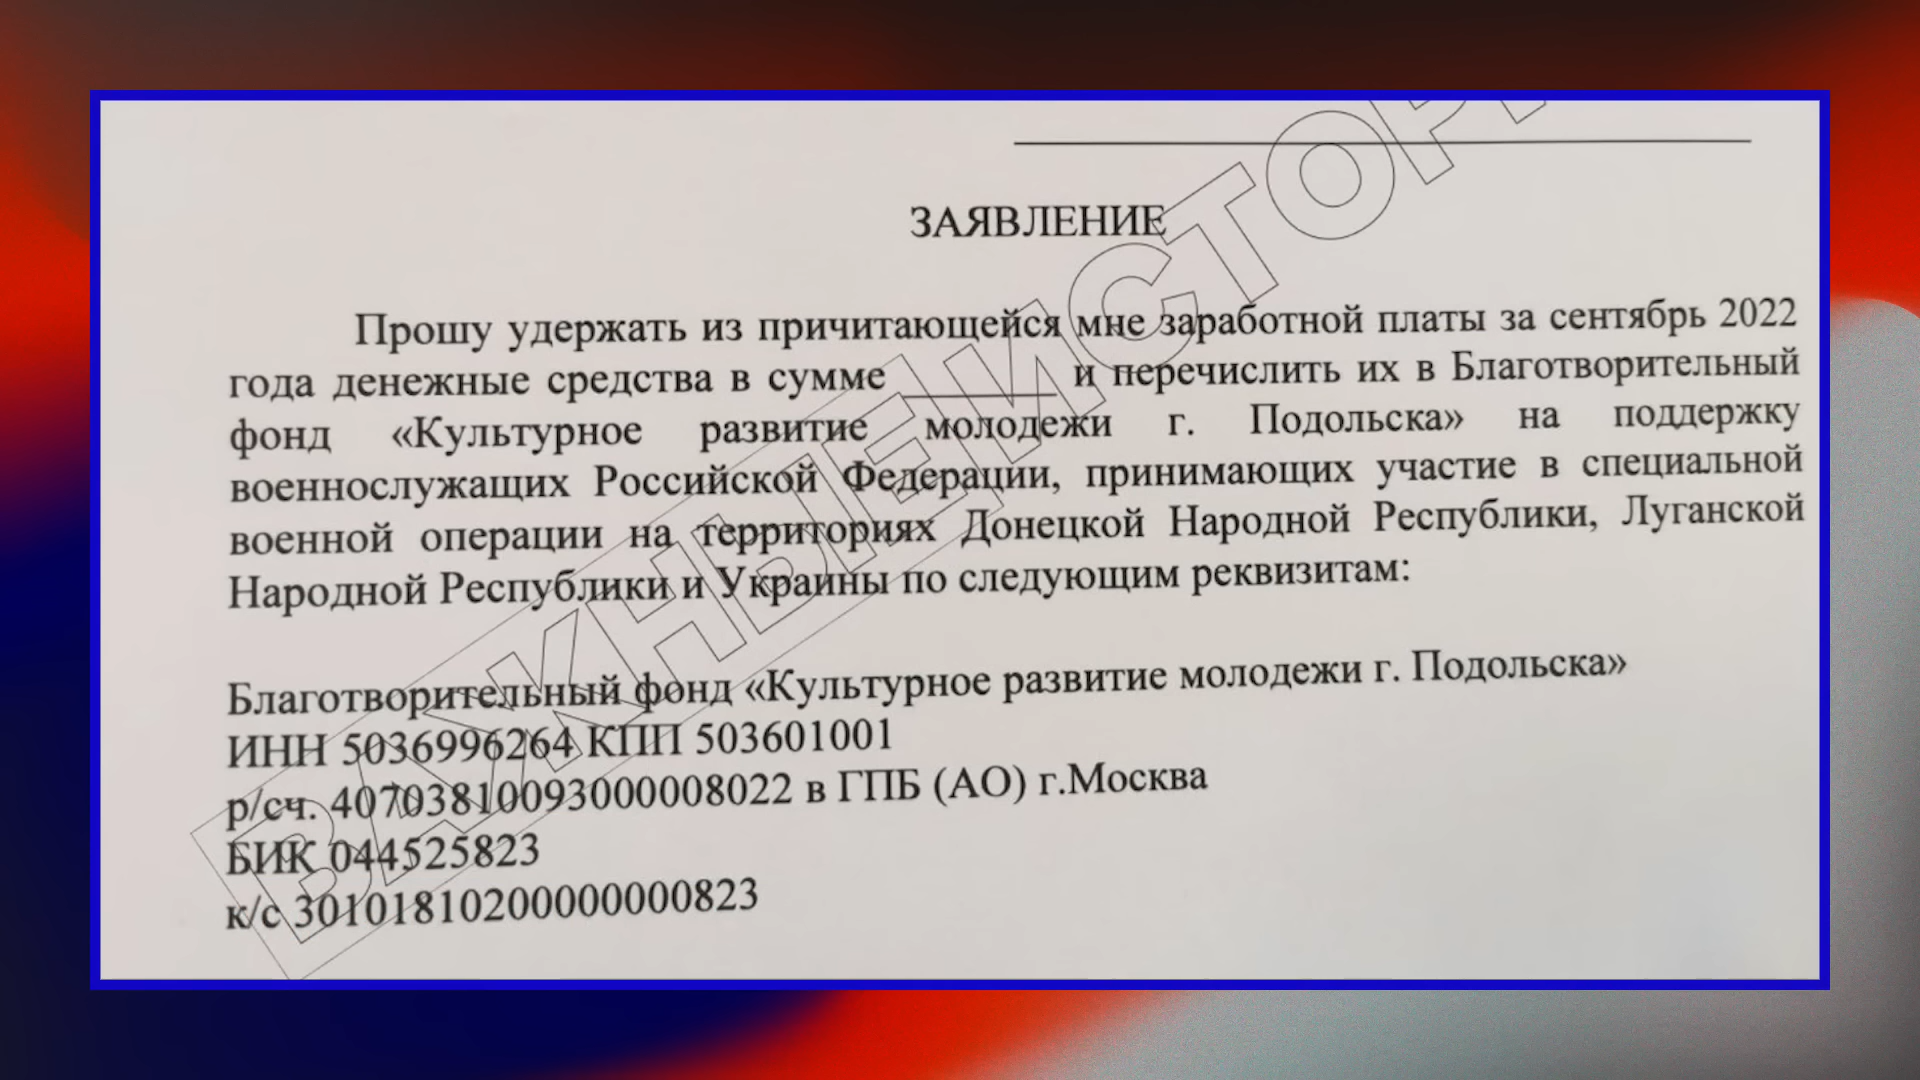 ЗАЯВЛЕНИЕ
Прошу удержать из причитающейся мне заработной платы за сентябрь 2022
года денежные средства в сумме ________ и перечислить их в Благотворительный
фонд «Культурное развитие молодежи г. Подольска» на поддержку
военнослужащих Российской Федерации, принимающих участие в специальной
военной операции на территориях Донецкой Народной Республики, Луганской
Народной Республики и Украины по следующим реквизитам:
Благотворительный фонд «Культурное развитие молодежи г. Подольска»
ИНН 5036996264 КПП 503601001
р/сч. 40703810093000008022 в ГПБ (АО) г.Москва
БИК 044525823
к/с 30101810200000000823
ВАЖНЫЕ ИСТОРИ